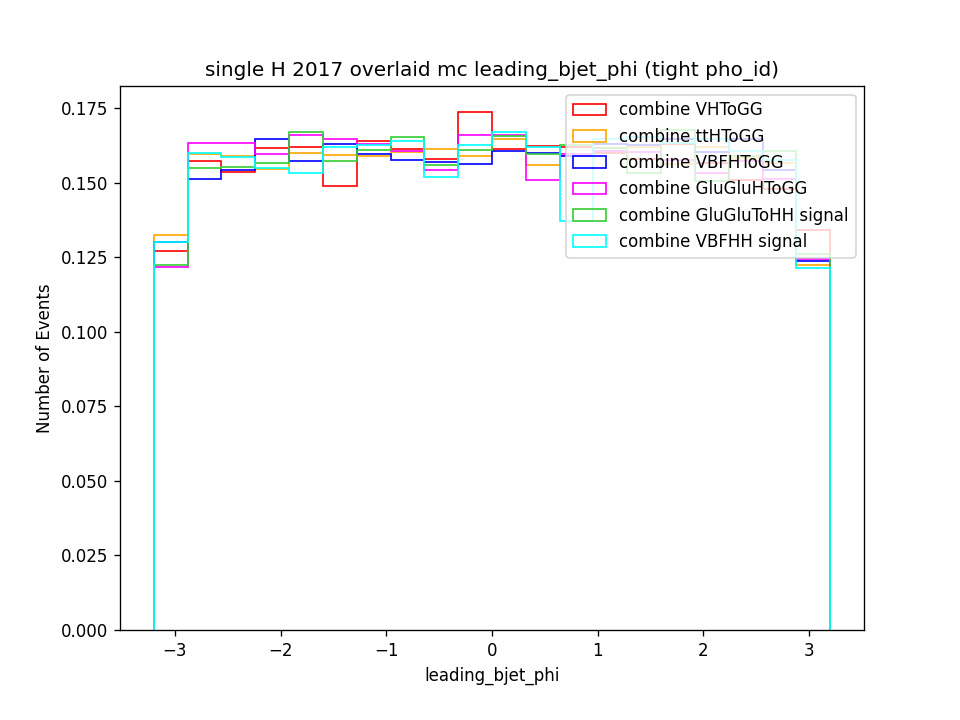 single H 2017 overlaid mc leading_bjet_phi (tight pho_id)
combine VHToGG
combine ttHToGG
combine VBFHToGG
combine GluGluHToGG
combine GluGluToHH signal
combine VBFHH signal
Number of Events
0.175
0.150
0.125
0.100
0.075
0.050
0.025
0.000
−3
−2
−1
0
1
2
3
leading_bjet_phi